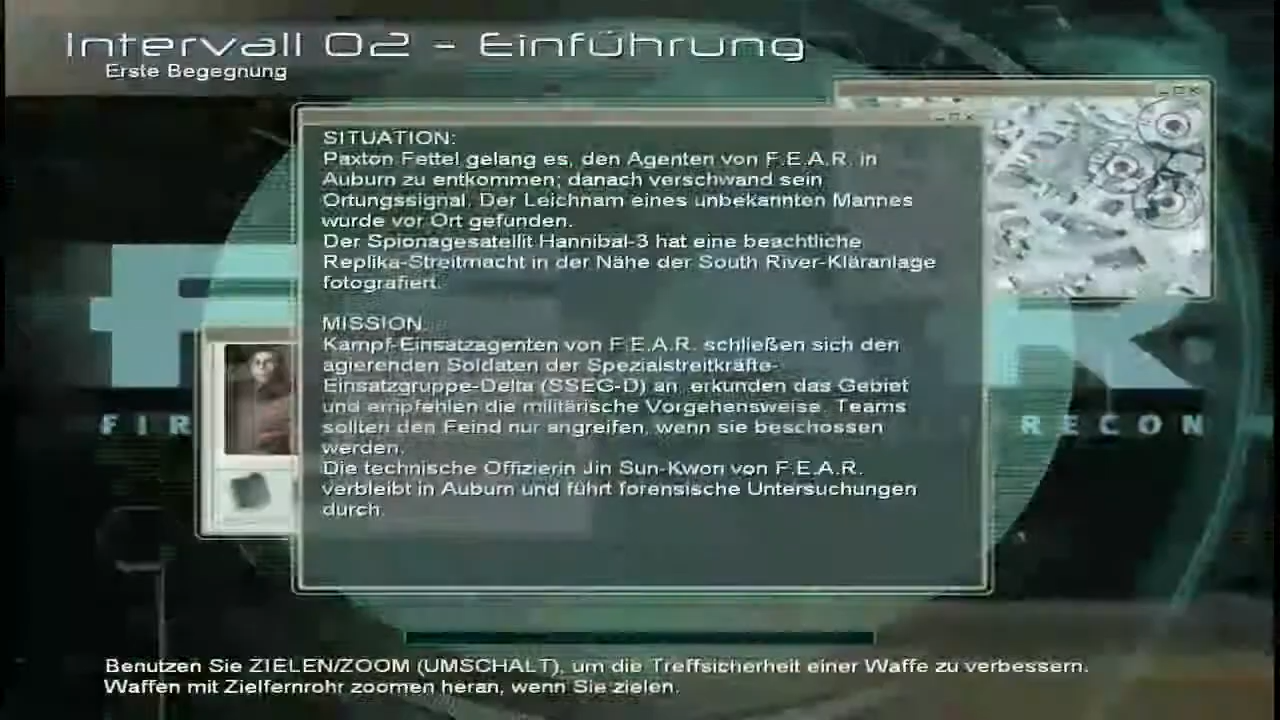 Intervall 02 - Einführung
Erste Begegnung
SITUATION:
Paxton Fettel gelang es, den Agenten von F.E.A.R. in
Auburn zu entkommen; danach verschwand sein
Ortungssignal. Der Leichnam eines unbekannten Mannes
wurde vor Ort gefunden.
Der Spionagesatellit Hannibal-3 hat eine beachtliche
Replika-Streitmacht in der Nähe der South River-Kläranlage
fotografiert.
MISSION:
Kampf-Einsatzagenten von F.E.A.R. schließen sich den
agierenden Soldaten der Spezialstreitkräfte-
Einsatzgruppe-Delta (SSEG-D) an, erkunden das Gebiet
und empfehlen die militärische Vorgehensweise. Teams
sollten den Feind nur angreifen, wenn sie beschossen
werden.
Die technische Offizierin Jin Sun-Kwon von F.E.A.R.
verbleibt in Auburn und führt forensische Untersuchungen
durch.
F R
FIR RECON
Benutzen Sie ZIELEN/ZOOM (UMSCHALT), um die Treffsicherheit einer Waffe zu verbessern.
Waffen mit Zielfernrohr zoomen heran, wenn Sie zielen.